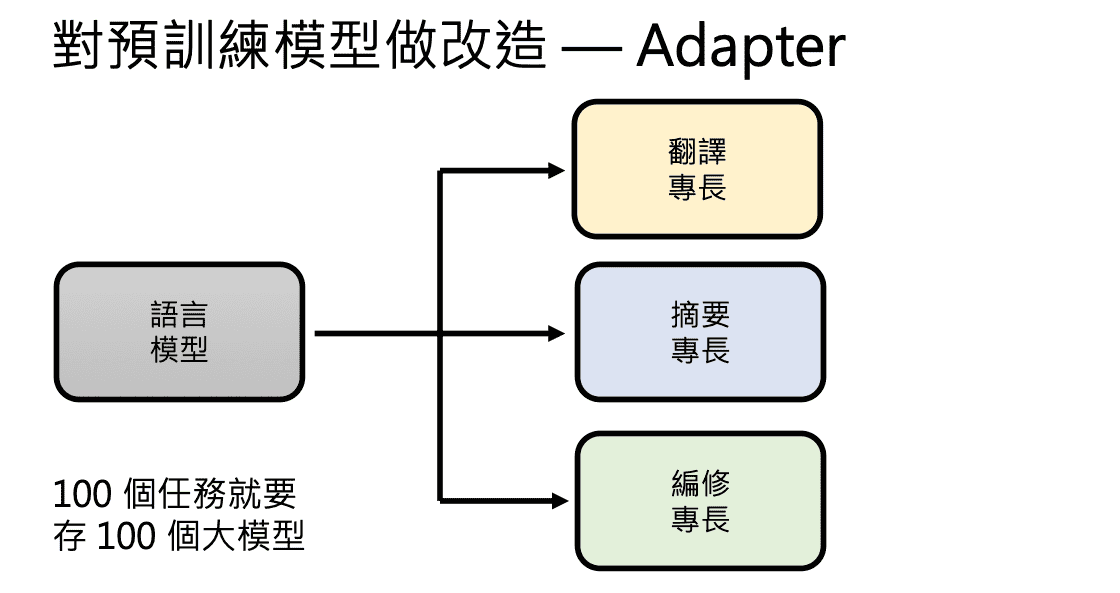 對預訓練模型做改造 — Adapter
翻譯
專長
語言
模型
摘要
專長
編修
專長
100 個任務就要
存 100 個大模型